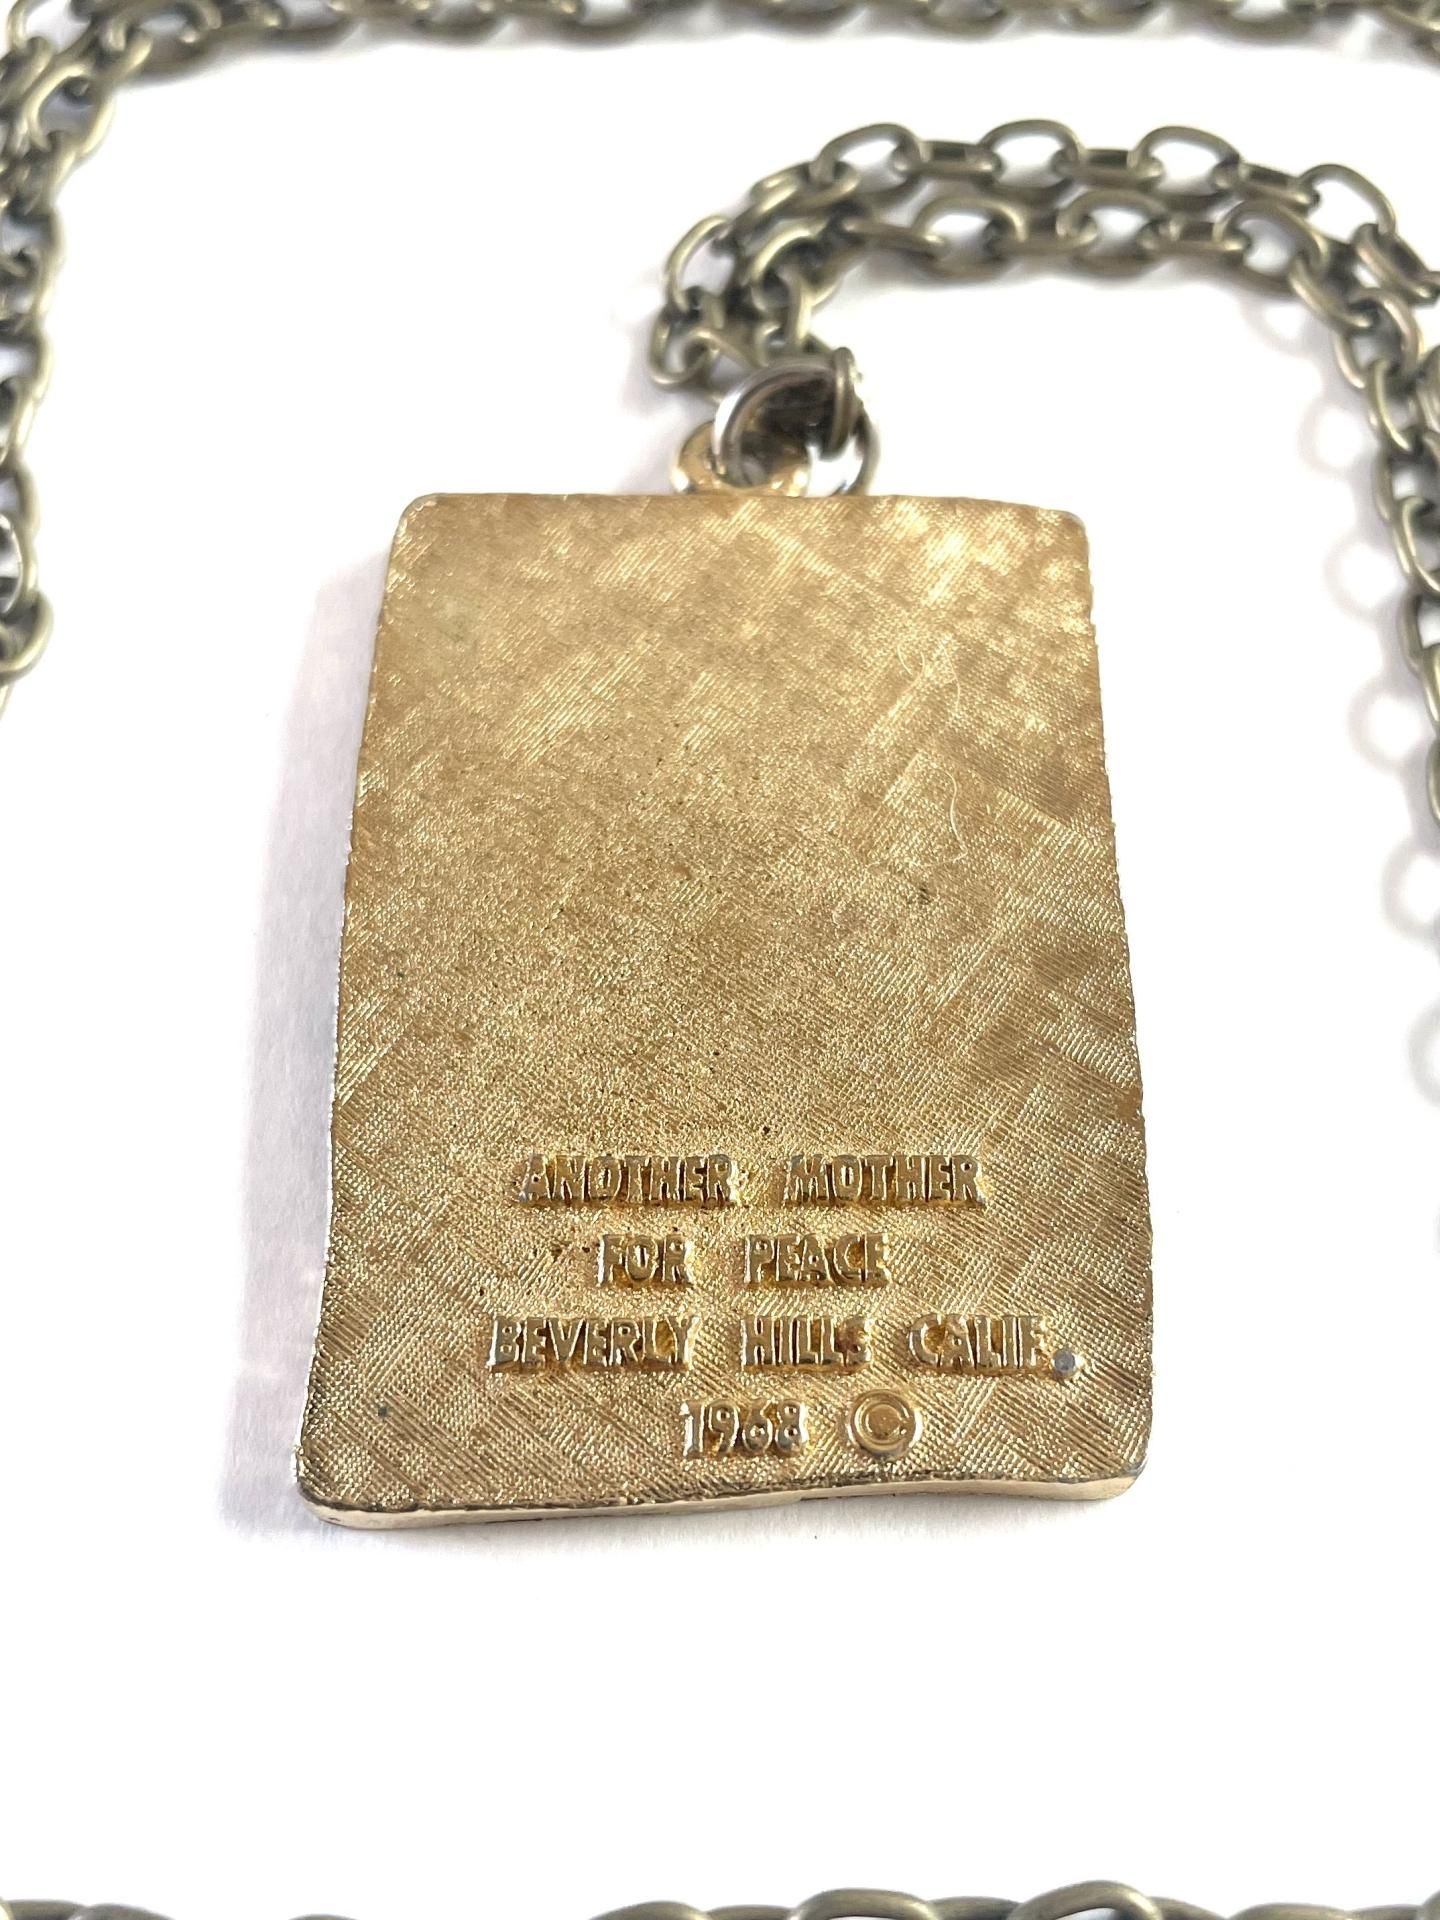 ANOTHER MOTHER
FOR PEACE
BEVERLY HILLS CALIF.
1968 ©